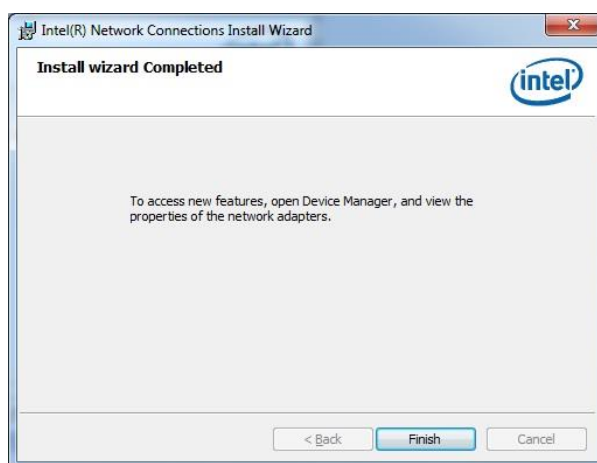 Intel(R) Network Connections Install Wizard
x
Install wizard Completed
intel
To access new features, open Device Manager, and view the
properties of the network adapters.
< Back
Finish
Cancel